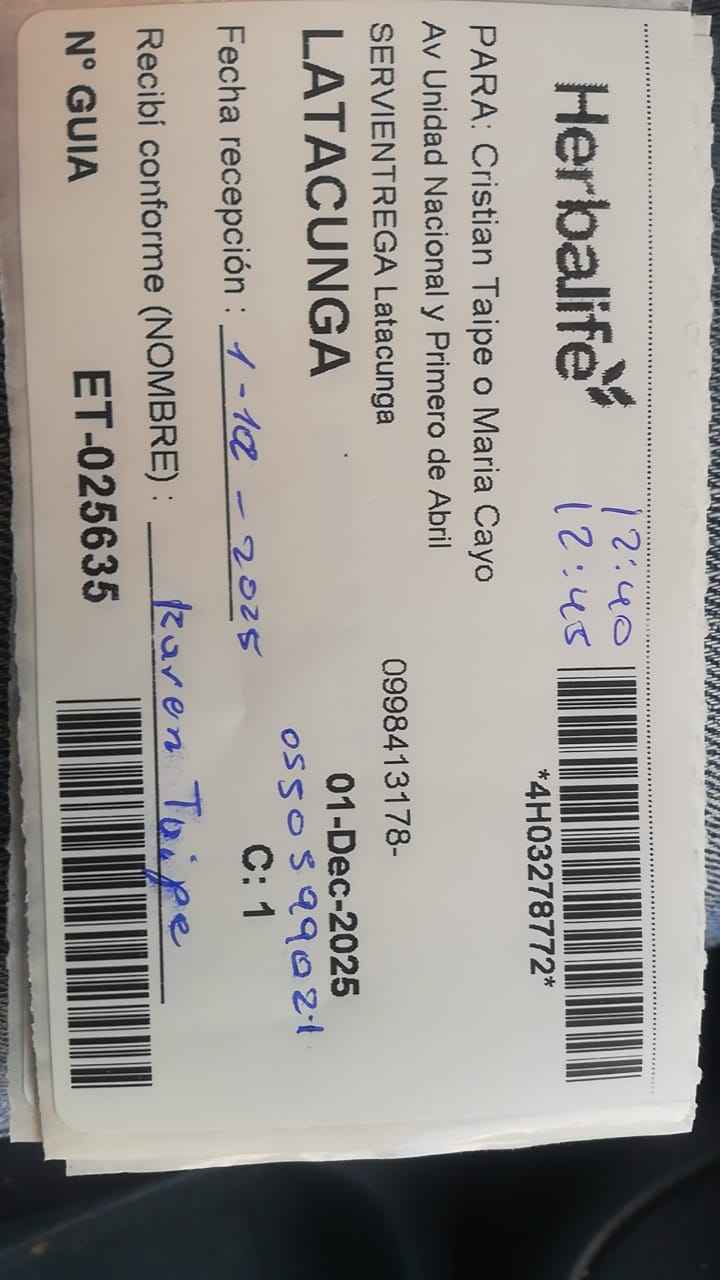 Herbalife
12:40
12:45
*4H03278772*
PARA: Cristian Taipe o Maria Cayo
Av Unidad Nacional y Primero de Abril
SERVIENTREGA Latacunga
0998413178-
LATACUNGA
01-Dec-2025
0550599021
Fecha recepción : 1-12-2025
C: 1
Recibí conforme (NOMBRE) : Karen Taipe
N° GUIA ET-025635